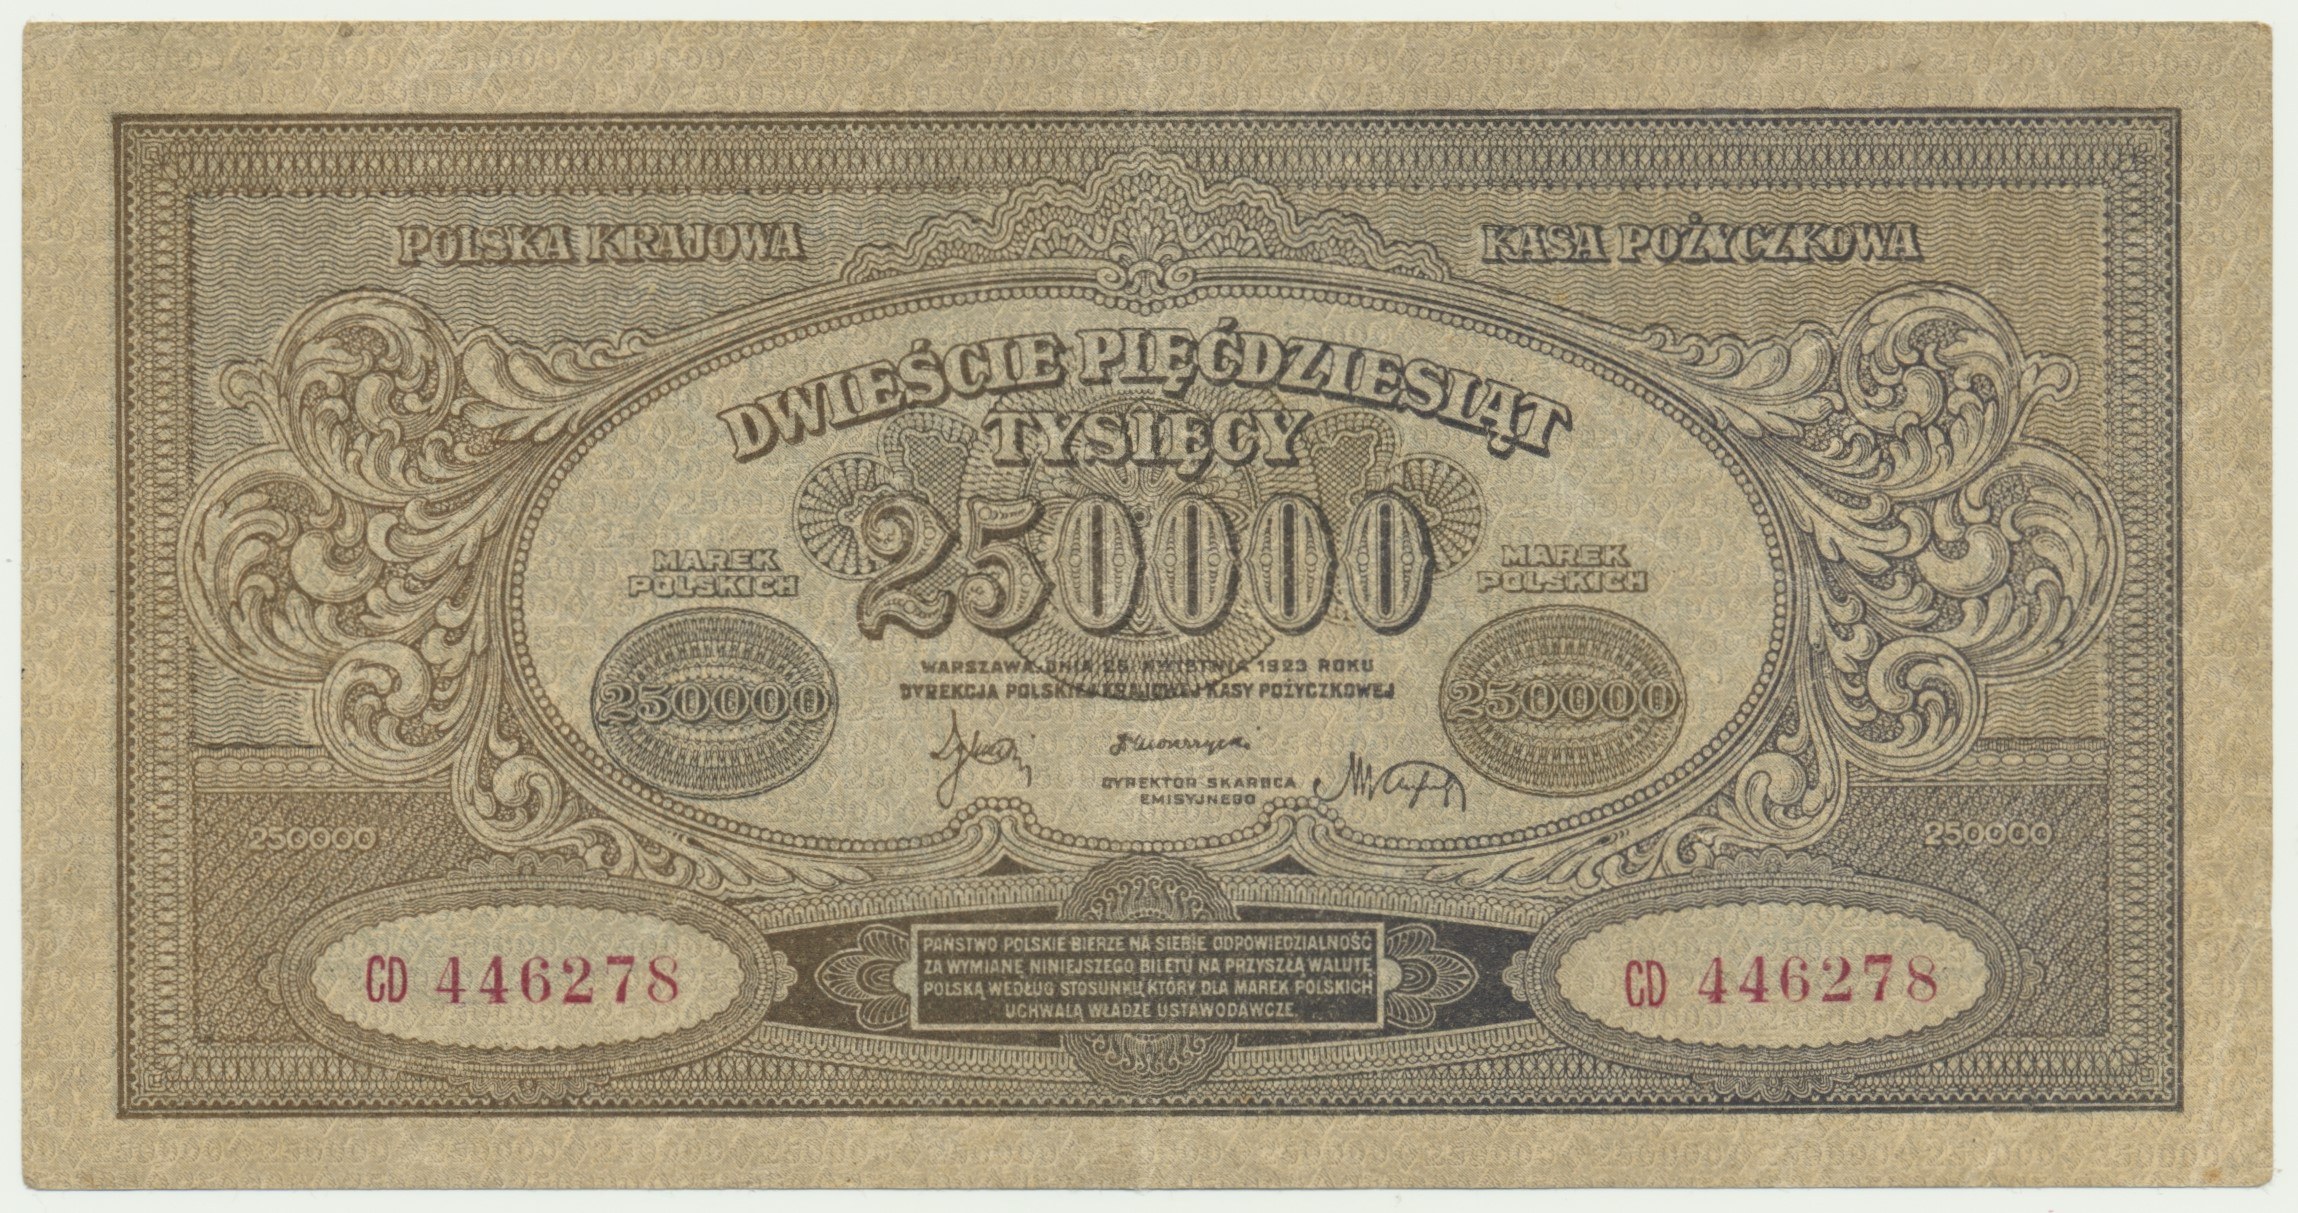 POLSKA KRAJOWA KASA POŻYCZKOWA
DWIEŚCIE PIĘĆDZIESIĄT
TYSIĘCY
250000
MAREK
POLSKICH
MAREK
POLSKICH
250000
250000
WARSZAWA, DNIA 25. KWIETNIA 1923 ROKU
DYREKCJA POLSKIEJ KRAJOWEJ KASY POŻYCZKOWEJ
DYREKTOR SKARBCA
EMISYJNEGO
250000
250000
CD 446278
PAŃSTWO POLSKIE BIERZE NA SIEBIE ODPOWIEDZIALNOŚĆ
ZA WYMIANĘ NINIEJSZEGO BILETU NA PRZYSZŁĄ WALUTĘ
POLSKĄ WEDŁUG STOSUNKU, KTÓRY DLA MAREK POLSKICH
UCHWALĄ WŁADZE USTAWODAWCZE.
CD 446278